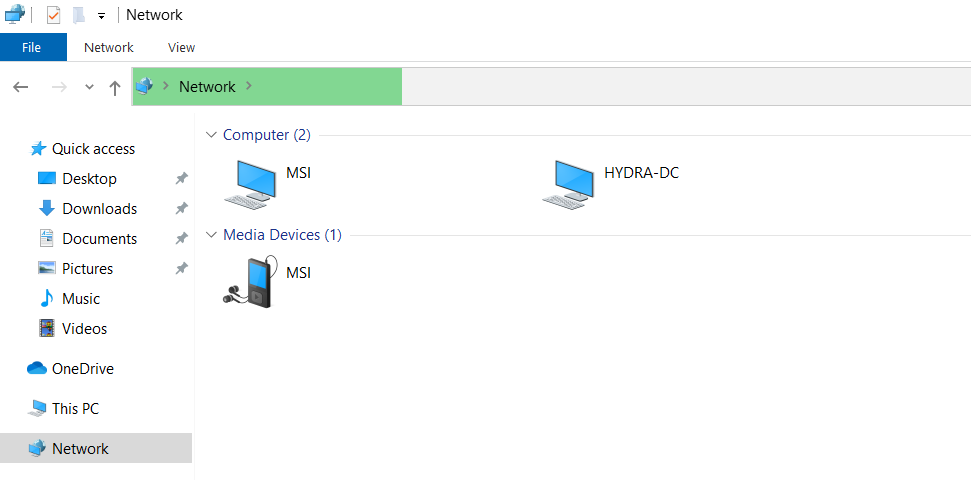 Network
File Network View
Network
Quick access
Desktop
Downloads
Documents
Pictures
Music
Videos
OneDrive
This PC
Network
Computer (2)
MSI HYDRA-DC
Media Devices (1)
MSI